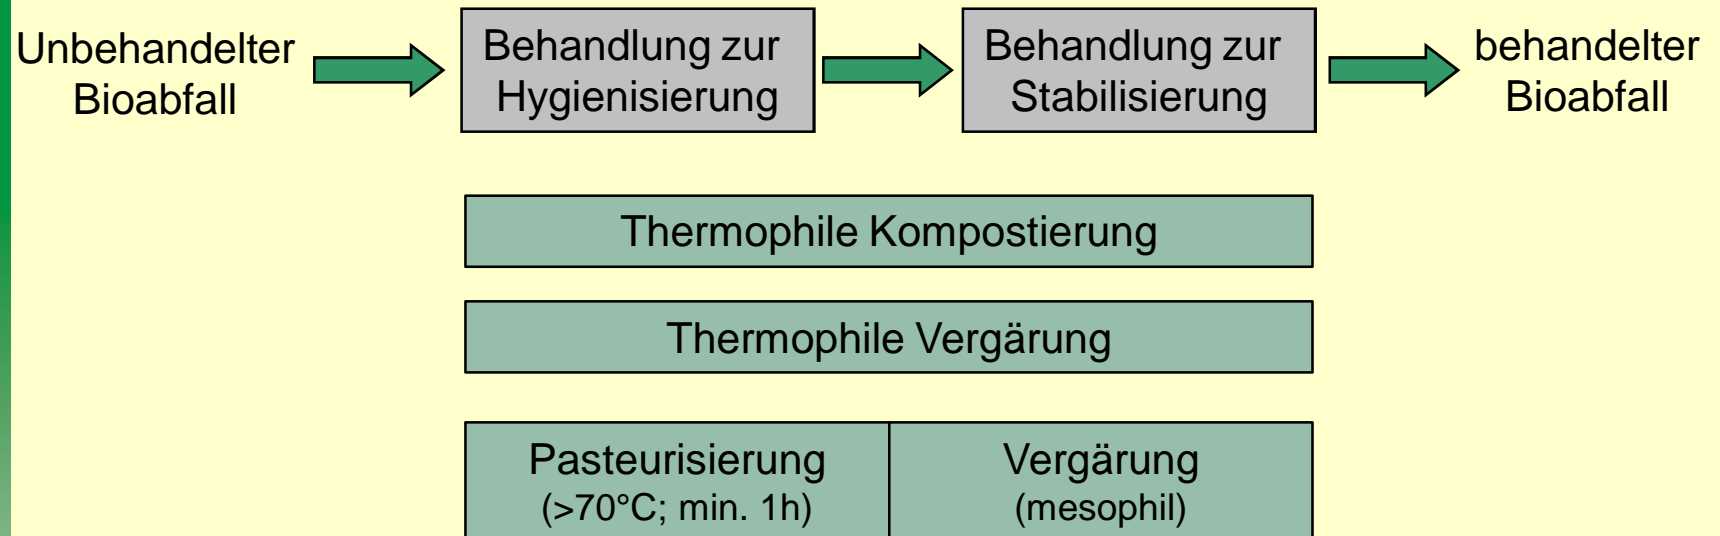 Unbehandelter
Bioabfall
Behandlung zur
Hygienisierung
Behandlung zur
Stabilisierung
behandelter
Bioabfall
Thermophile Kompostierung
Thermophile Vergärung
Pasteurisierung
(>70°C; min. 1h)
Vergärung
(mesophil)